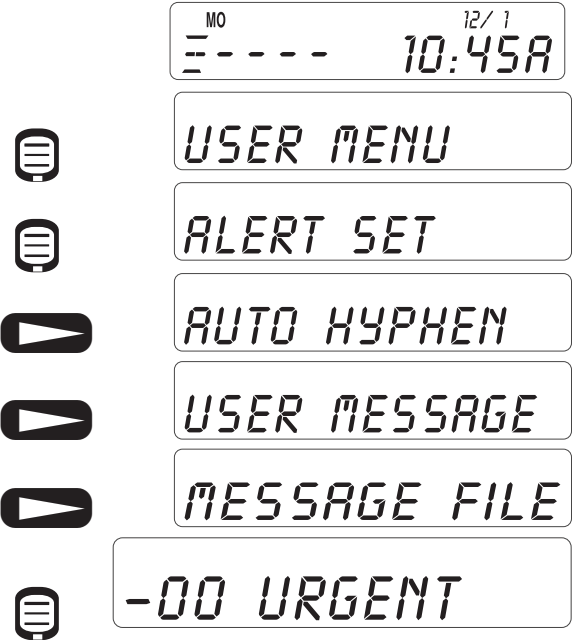 MO 12/ 1
- - - - 10:45A
USER MENU
ALERT SET
AUTO HYPHEN
USER MESSAGE
MESSAGE FILE
-00 URGENT